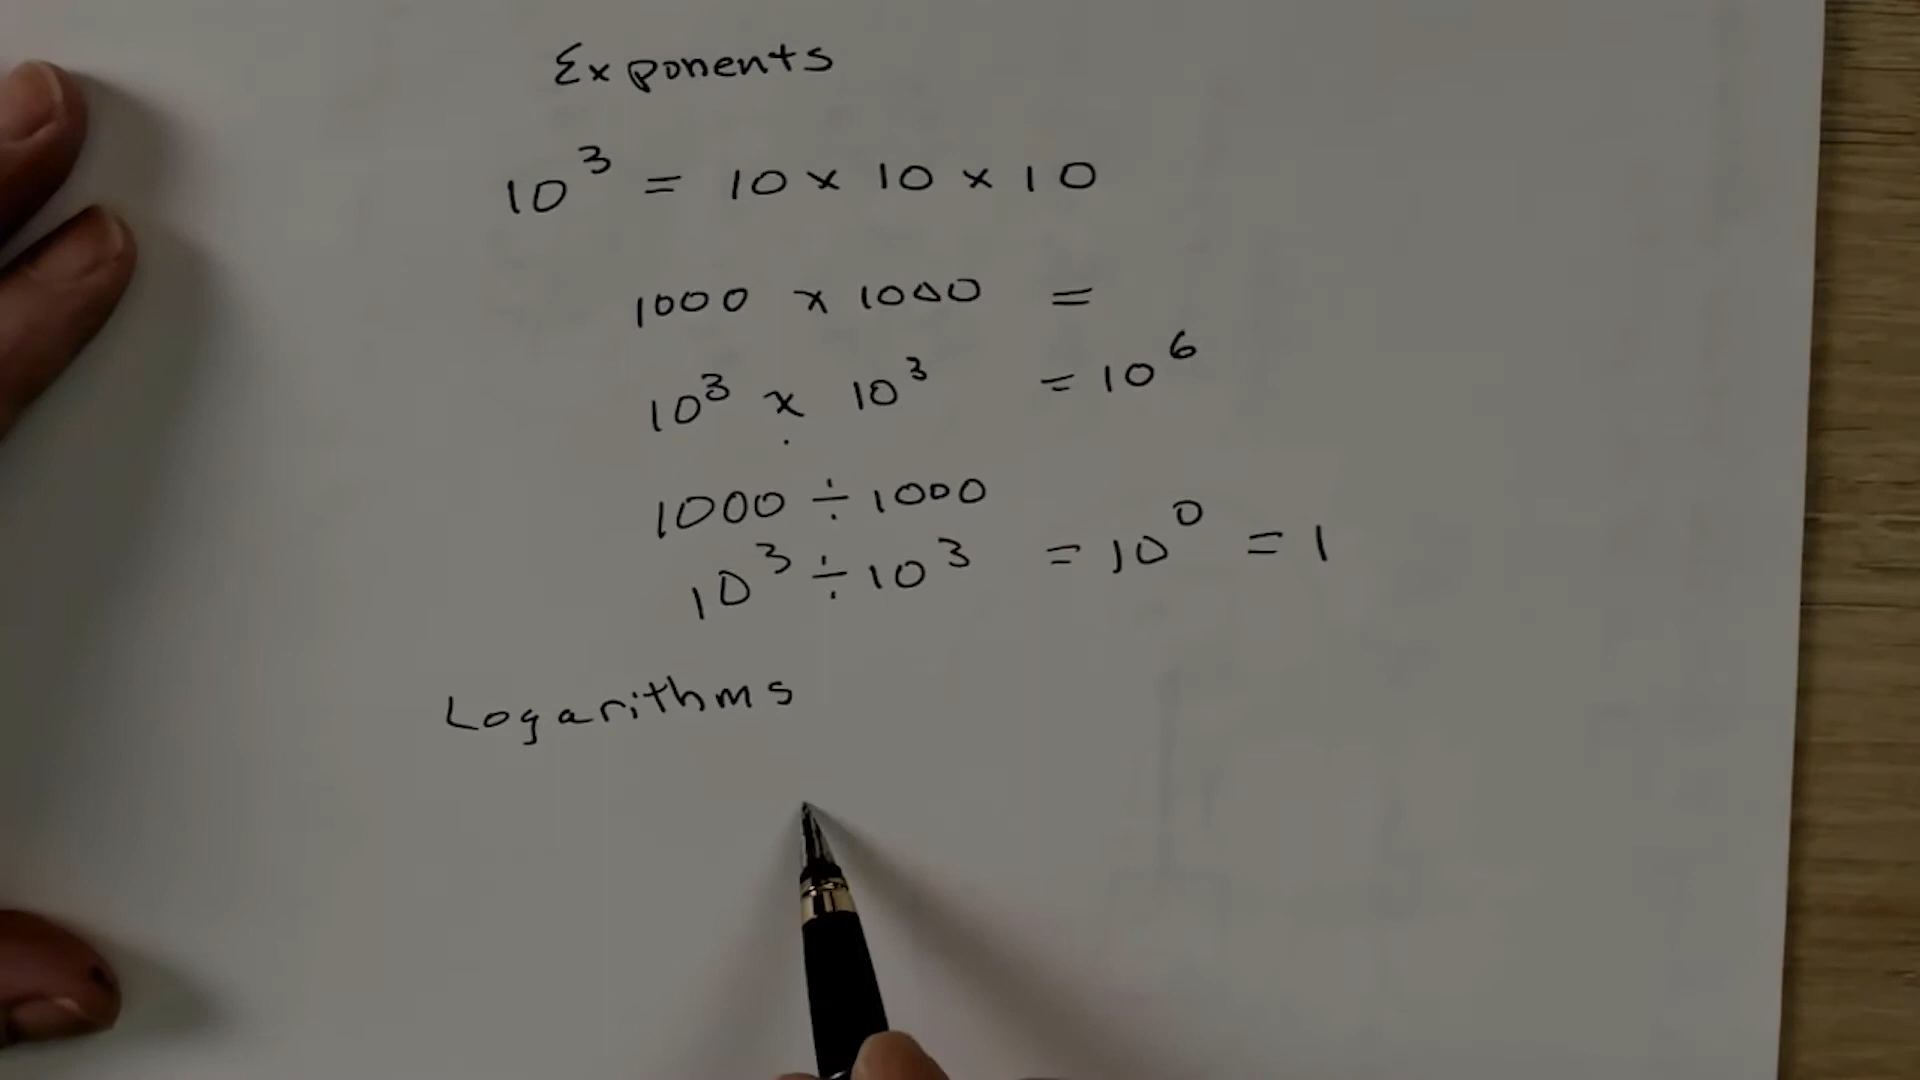 Exponents
10³ = 10 × 10 × 10
1000 × 1000 =
10³ × 10³ = 10⁶
1000 ÷ 1000
10³ ÷ 10³ = 10⁰ = 1
Logarithms